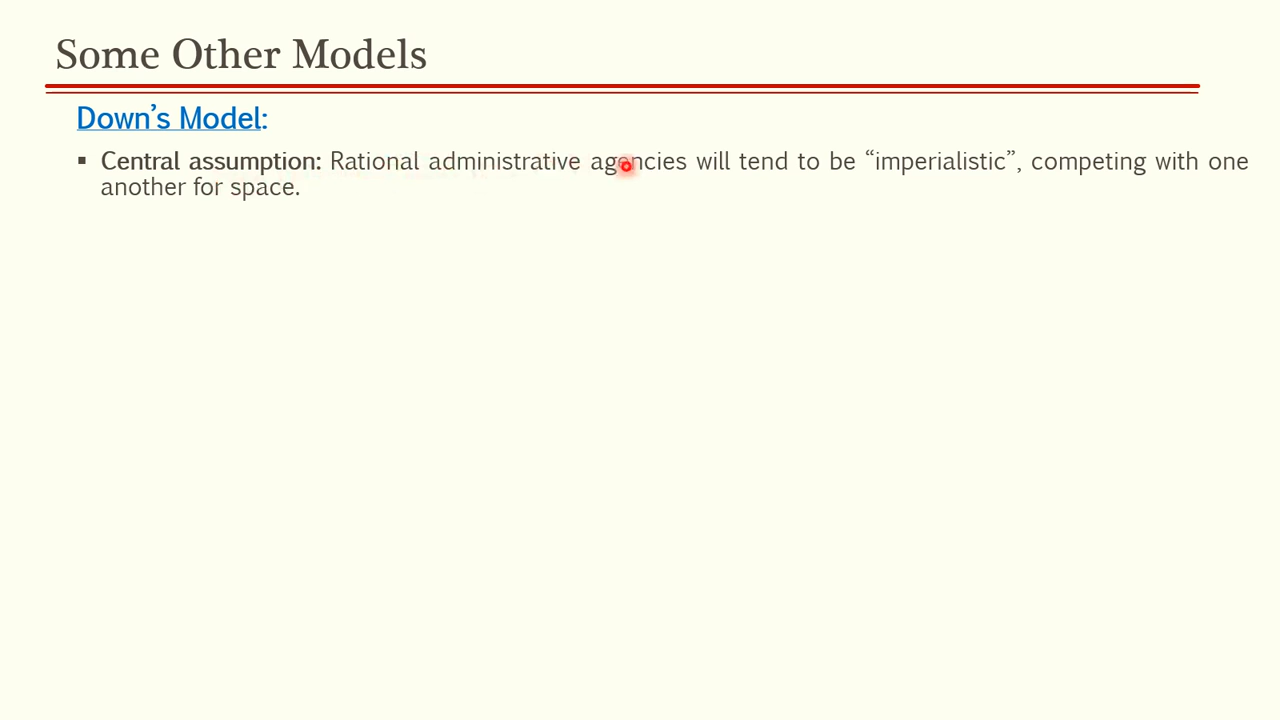 Some Other Models
Down’s Model:
▪ Central assumption: Rational administrative agencies will tend to be “imperialistic”, competing with one
another for space.